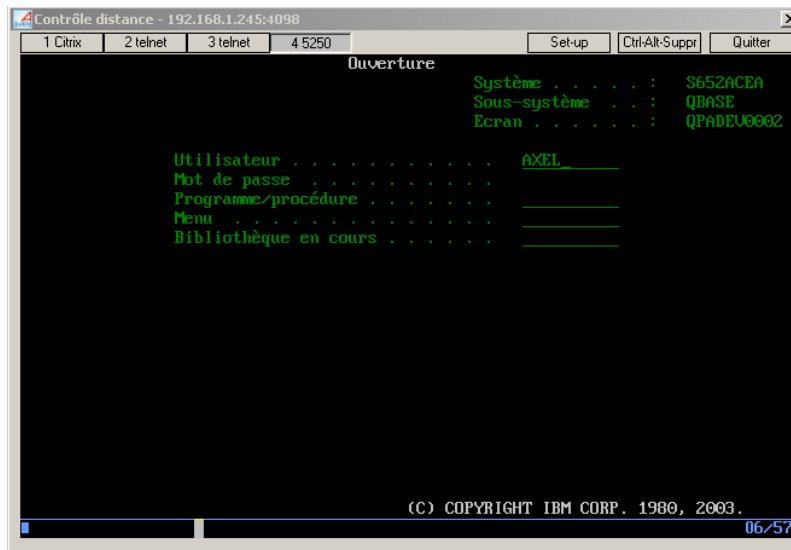 Contrôle distance - 192.168.1.245:4098
1 Citrix 2 telnet 3 telnet 4 5250 Set-up Ctrl-Alt-Suppr Quitter
Ouverture
Système . . . . . : S652ACEA
Sous-système . . : QBASE
Ecran . . . . . . : QPADEV0002
Utilisateur . . . . . . . . . . . AXEL_
Mot de passe . . . . . . . . . .
Programme/procédure . . . . . . .
Menu . . . . . . . . . . . . . .
Bibliothèque en cours . . . . . .
(C) COPYRIGHT IBM CORP. 1980, 2003.
06/57